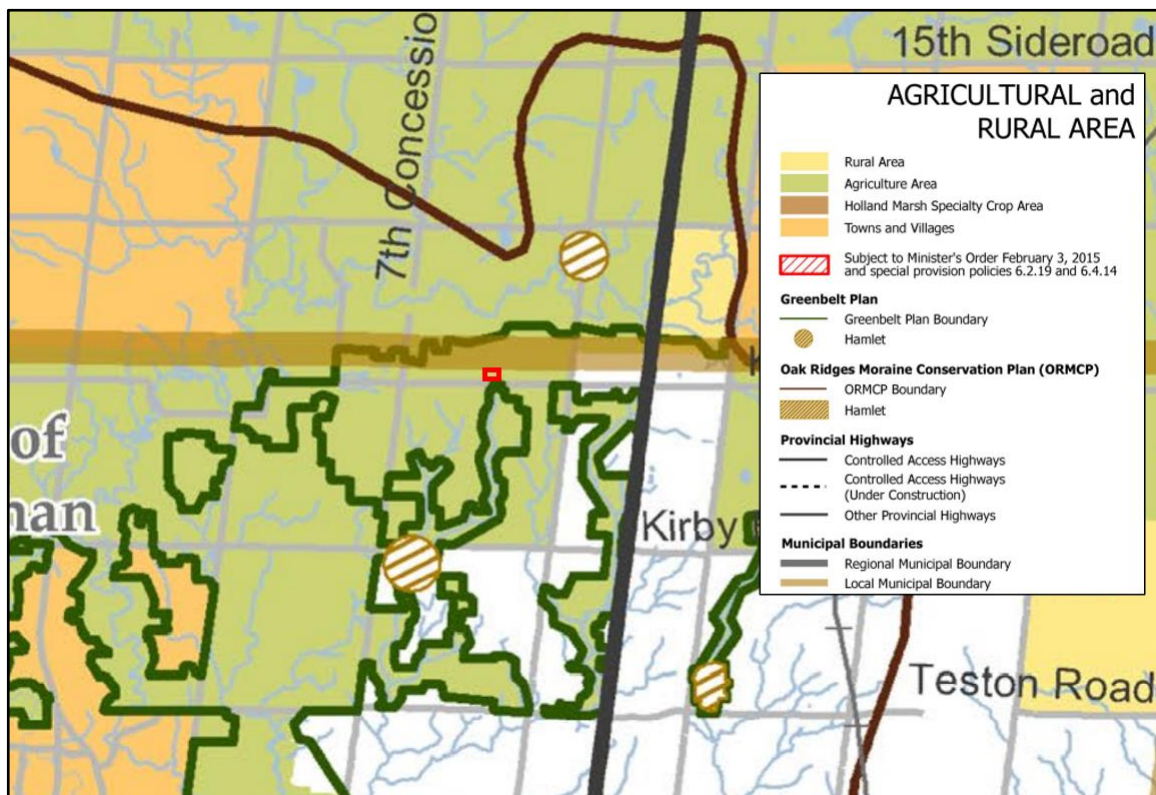 15th Sideroad
7th Concessio
of
nan
Kirby
Teston Road
AGRICULTURAL and
RURAL AREA
Rural Area
Agriculture Area
Holland Marsh Specialty Crop Area
Towns and Villages
Subject to Minister's Order February 3, 2015
and special provision policies 6.2.19 and 6.4.14
Greenbelt Plan
Greenbelt Plan Boundary
Hamlet
Oak Ridges Moraine Conservation Plan (ORMCP)
ORMCP Boundary
Hamlet
Provincial Highways
Controlled Access Highways
Controlled Access Highways
(Under Construction)
Other Provincial Highways
Municipal Boundaries
Regional Municipal Boundary
Local Municipal Boundary